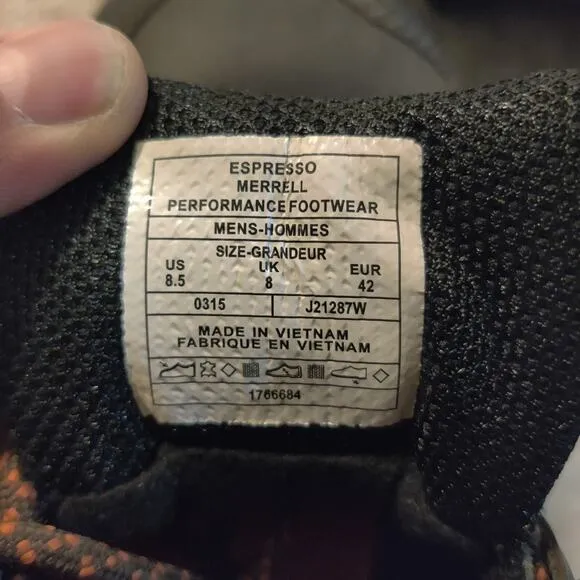 ESPRESSO
MERRELL
PERFORMANCE FOOTWEAR
MENS-HOMMES
SIZE-GRANDEUR
US UK EUR
8.5 8 42
0315 J21287W
MADE IN VIETNAM
FABRIQUE EN VIETNAM
1766684